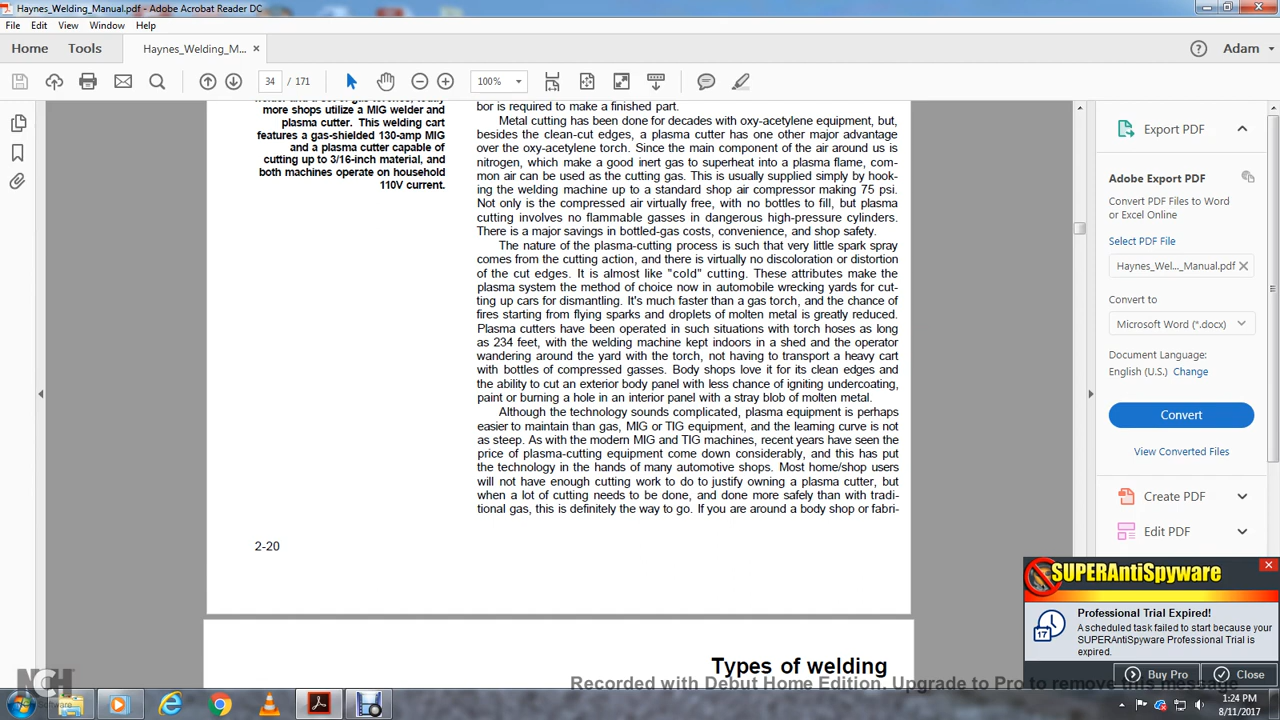 Haynes_Welding_Manual.pdf - Adobe Acrobat Reader DC
File Edit View Window Help
Home Tools Haynes_Welding_M... × Adam
34 / 171 100%
more shops utilize a MIG welder and
plasma cutter. This welding cart
features a gas-shielded 130-amp MIG
and a plasma cutter capable of
cutting up to 3/16-inch material, and
both machines operate on household
110V current.
bor is required to make a finished part.
Metal cutting has been done for decades with oxy-acetylene equipment, but,
besides the clean-cut edges, a plasma cutter has one other major advantage
over the oxy-acetylene torch. Since the main component of the air around us is
nitrogen, which make a good inert gas to superheat into a plasma flame, com-
mon air can be used as the cutting gas. This is usually supplied simply by hook-
ing the welding machine up to a standard shop air compressor making 75 psi.
Not only is the compressed air virtually free, with no bottles to fill, but plasma
cutting involves no flammable gasses in dangerous high-pressure cylinders.
There is a major savings in bottled-gas costs, convenience, and shop safety.
The nature of the plasma-cutting process is such that very little spark spray
comes from the cutting action, and there is virtually no discoloration or distortion
of the cut edges. It is almost like "cold" cutting. These attributes make the
plasma system the method of choice now in automobile wrecking yards for cut-
ting up cars for dismantling. It's much faster than a gas torch, and the chance of
fires starting from flying sparks and droplets of molten metal is greatly reduced.
Plasma cutters have been operated in such situations with torch hoses as long
as 234 feet, with the welding machine kept indoors in a shed and the operator
wandering around the yard with the torch, not having to transport a heavy cart
with bottles of compressed gasses. Body shops love it for its clean edges and
the ability to cut an exterior body panel with less chance of igniting undercoating,
paint or burning a hole in an interior panel with a stray blob of molten metal.
Although the technology sounds complicated, plasma equipment is perhaps
easier to maintain than gas, MIG or TIG equipment, and the learning curve is not
as steep. As with the modern MIG and TIG machines, recent years have seen the
price of plasma-cutting equipment come down considerably, and this has put
the technology in the hands of many automotive shops. Most home/shop users
will not have enough cutting work to do to justify owning a plasma cutter, but
when a lot of cutting needs to be done, and done more safely than with tradi-
tional gas, this is definitely the way to go. If you are around a body shop or fabri-
2-20
Types of welding
Export PDF
Adobe Export PDF
Convert PDF Files to Word
or Excel Online
Select PDF File
Haynes_Wel..._Manual.pdf ×
Convert to
Microsoft Word (*.docx)
Document Language:
English (U.S.) Change
Convert
View Converted Files
Create PDF
Edit PDF
SUPERAntiSpyware
Professional Trial Expired!
A scheduled task failed to start because your
SUPERAntiSpyware Professional Trial is
expired.
17
Buy Pro Close
NCH Software
Recorded with Debut Home Edition. Upgrade to Pro to remove this message
1:24 PM
8/11/2017